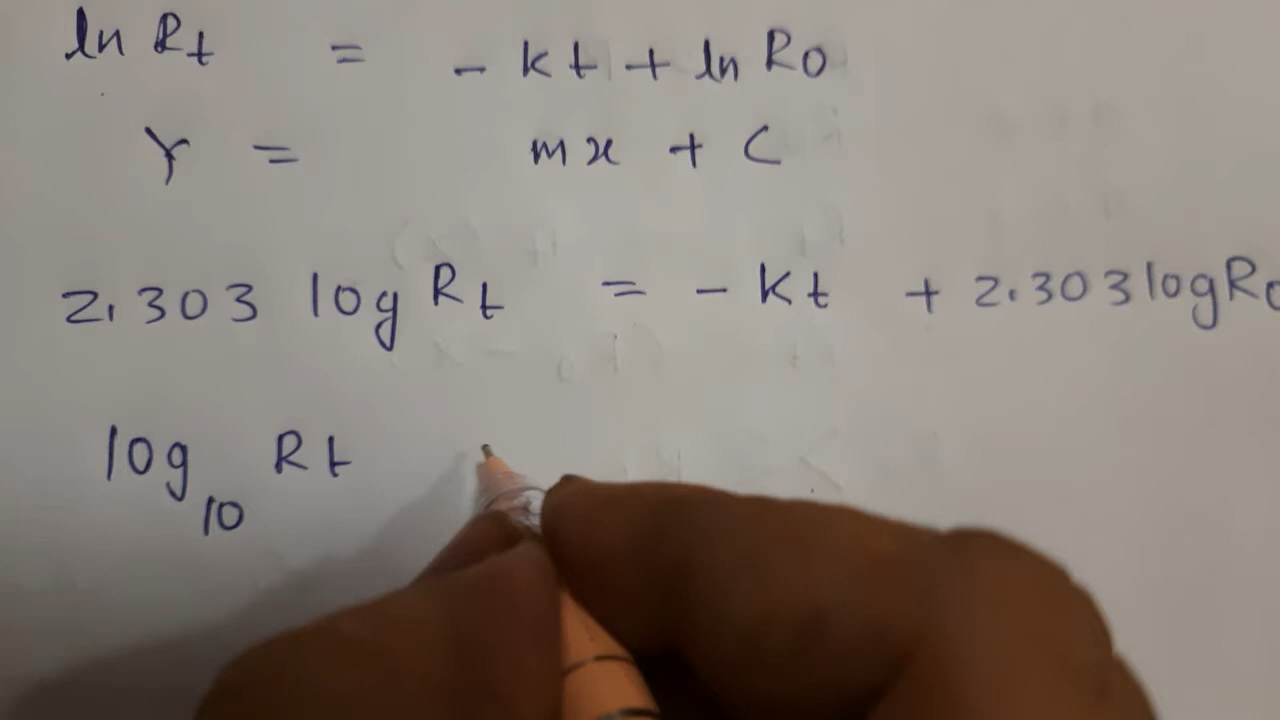 ln Rt = - kt + ln Ro
Y = mx + C
2.303 log Rt = - Kt + 2.303 log Ro
log10 Rt